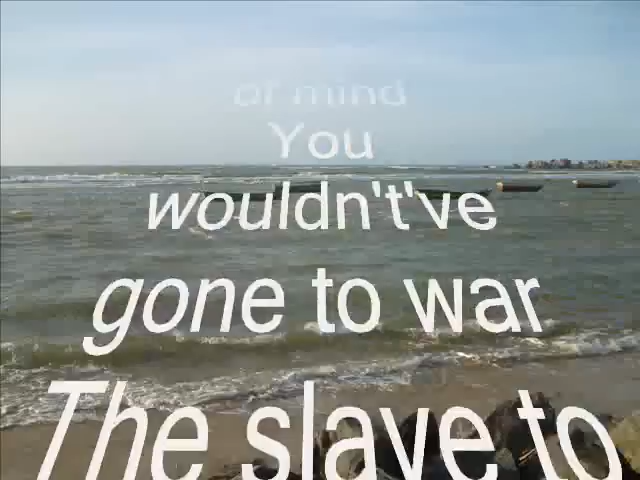 of mind
You
wouldn't've
gone to war
The slave to